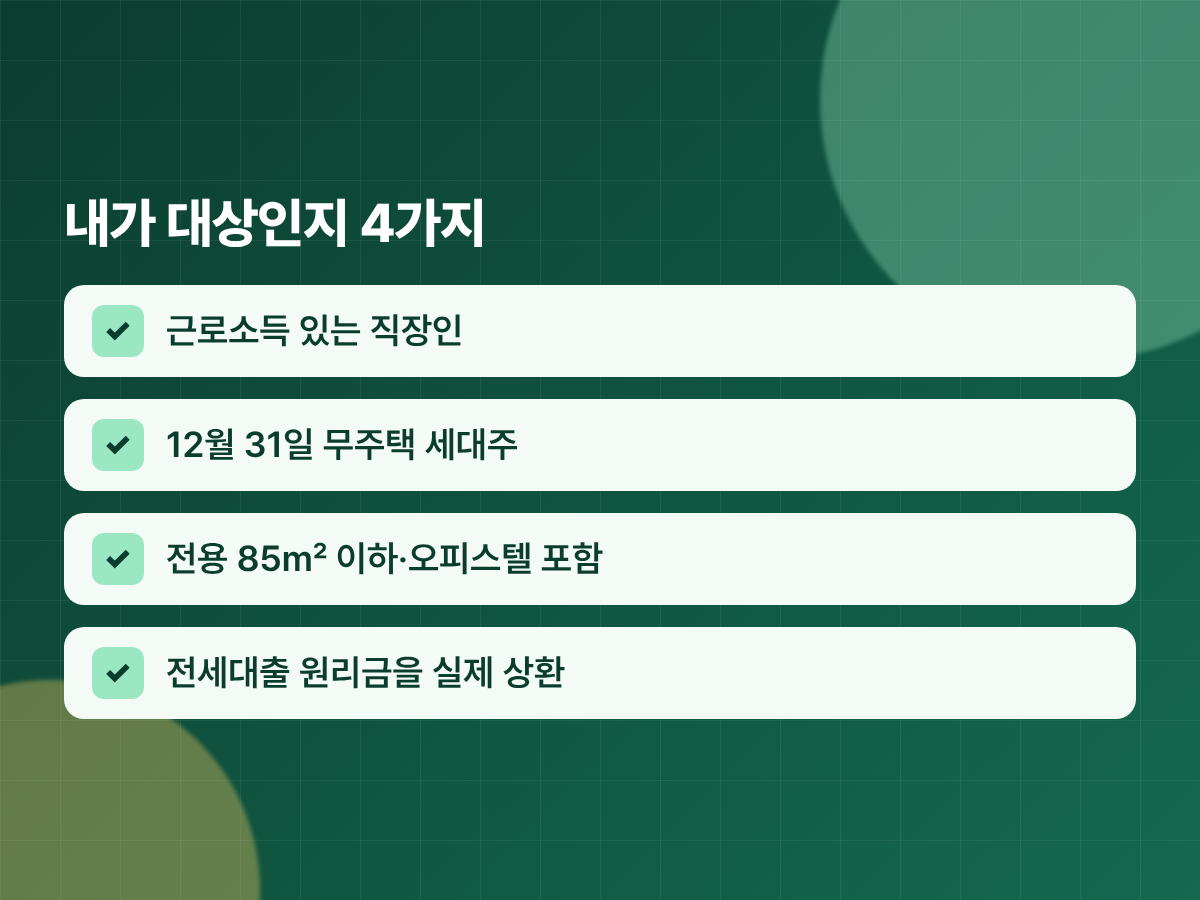 내가 대상인지 4가지
근로소득 있는 직장인
12월 31일 무주택 세대주
전용 85m² 이하·오피스텔 포함
전세대출 원리금을 실제 상환